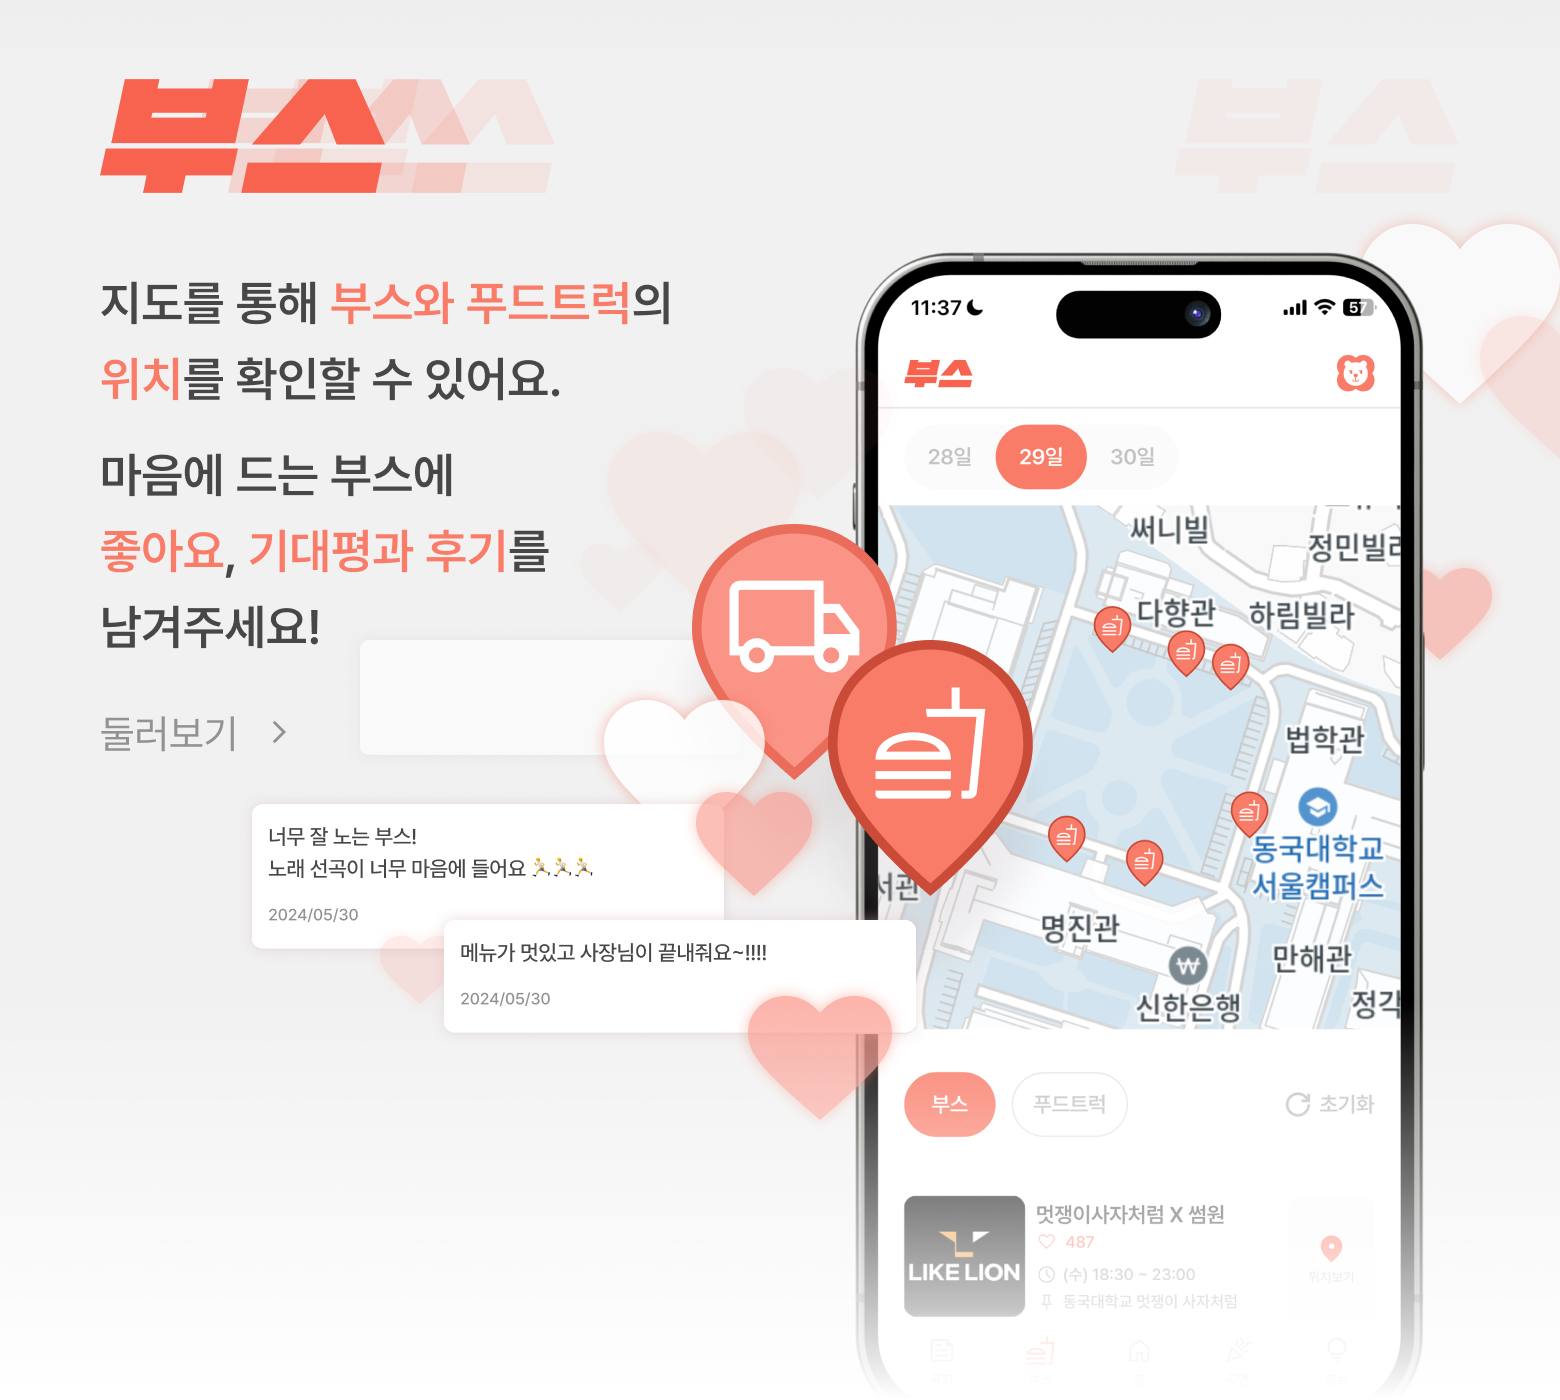 부스
부스
지도를 통해 부스와 푸드트럭의
위치를 확인할 수 있어요.
마음에 드는 부스에
좋아요, 기대평과 후기를
남겨주세요!
둘러보기
너무 잘 노는 부스!
노래 선곡이 너무 마음에 들어요 🏃🏃🏃
2024/05/30
메뉴가 멋있고 사장님이 끝내줘요~!!!!
2024/05/30
11:37
57
부스
28일
29일
30일
써니빌
정민빌라
다향관
하림빌라
법학관
동국대학교
서울캠퍼스
서관
명진관
만해관
신한은행
정각
부스
푸드트럭
초기화
LIKE LION
멋쟁이사자처럼 X 썸원
487
(수) 18:30 ~ 23:00
동국대학교 멋쟁이 사자처럼
위치보기